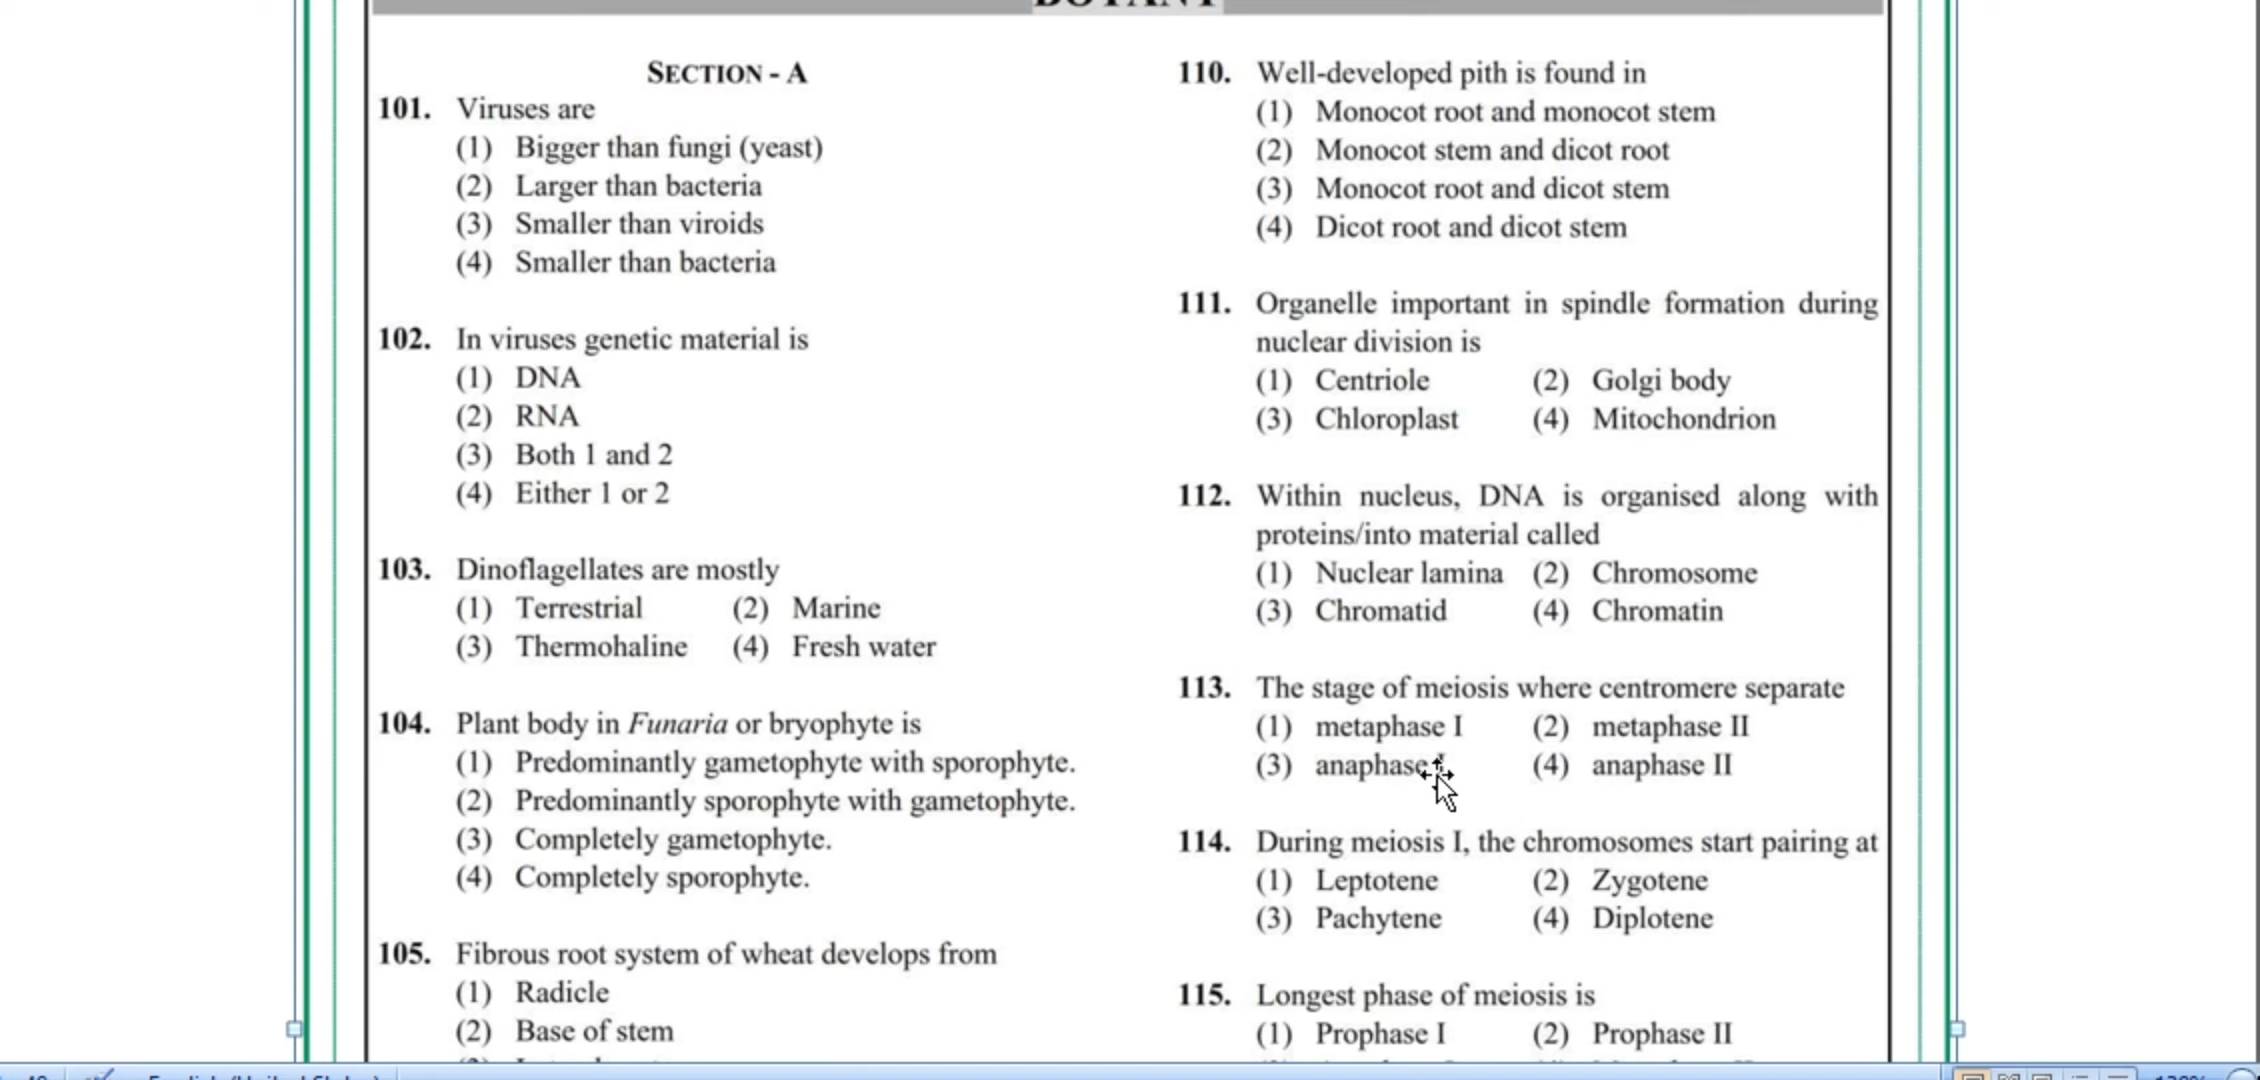 SECTION - A
101. Viruses are
(1) Bigger than fungi (yeast)
(2) Larger than bacteria
(3) Smaller than viroids
(4) Smaller than bacteria
102. In viruses genetic material is
(1) DNA
(2) RNA
(3) Both 1 and 2
(4) Either 1 or 2
103. Dinoflagellates are mostly
(1) Terrestrial (2) Marine
(3) Thermohaline (4) Fresh water
104. Plant body in Funaria or bryophyte is
(1) Predominantly gametophyte with sporophyte.
(2) Predominantly sporophyte with gametophyte.
(3) Completely gametophyte.
(4) Completely sporophyte.
105. Fibrous root system of wheat develops from
(1) Radicle
(2) Base of stem
110. Well-developed pith is found in
(1) Monocot root and monocot stem
(2) Monocot stem and dicot root
(3) Monocot root and dicot stem
(4) Dicot root and dicot stem
111. Organelle important in spindle formation during
nuclear division is
(1) Centriole (2) Golgi body
(3) Chloroplast (4) Mitochondrion
112. Within nucleus, DNA is organised along with
proteins/into material called
(1) Nuclear lamina (2) Chromosome
(3) Chromatid (4) Chromatin
113. The stage of meiosis where centromere separate
(1) metaphase I (2) metaphase II
(3) anaphase I (4) anaphase II
114. During meiosis I, the chromosomes start pairing at
(1) Leptotene (2) Zygotene
(3) Pachytene (4) Diplotene
115. Longest phase of meiosis is
(1) Prophase I (2) Prophase II